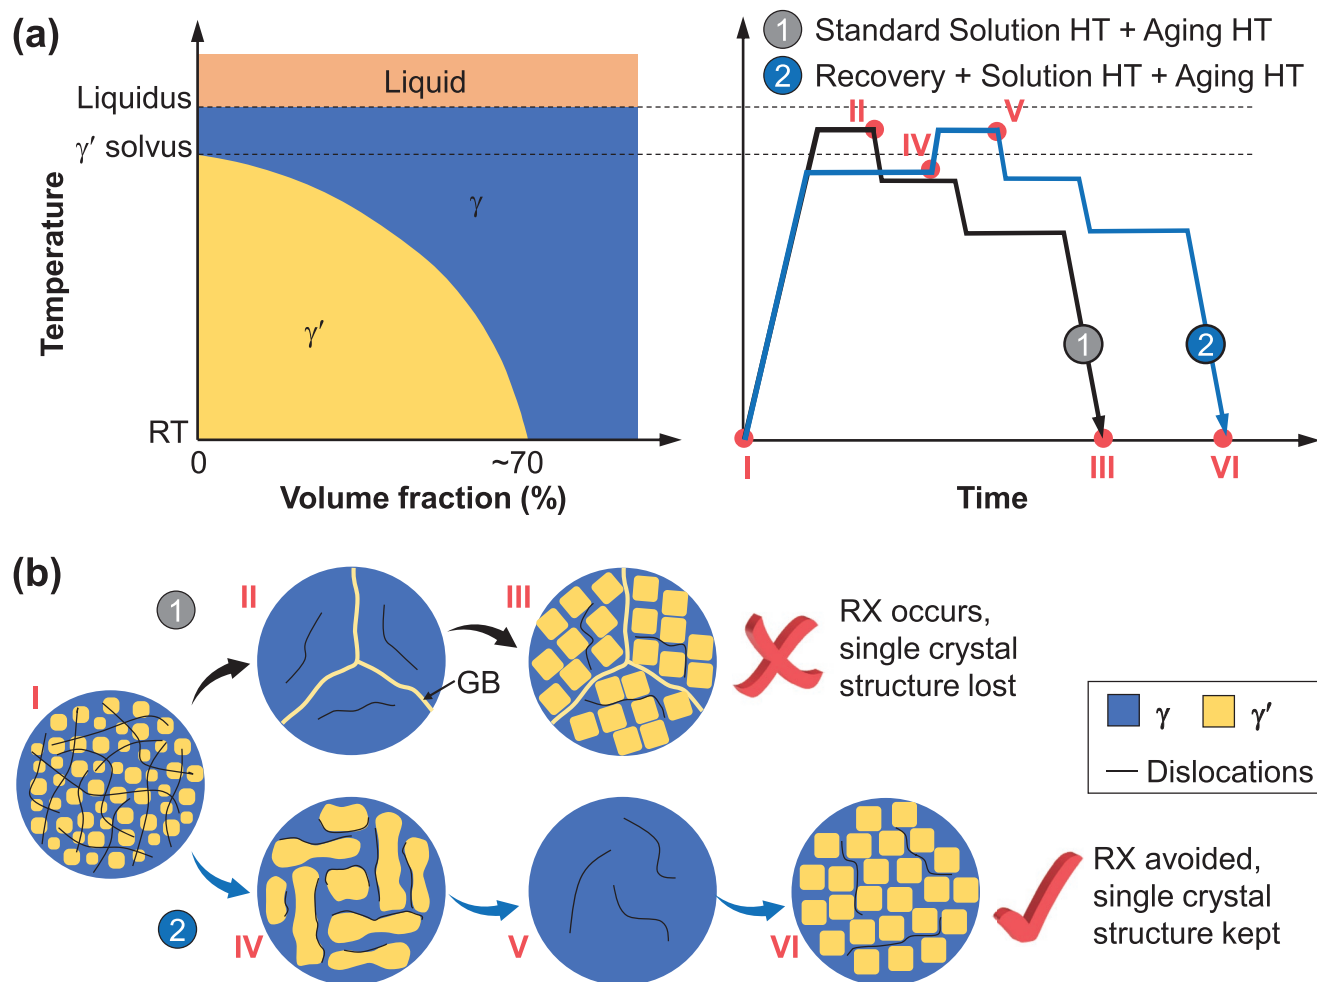 (a)
Liquidus
γ′ solvus
Temperature
RT
Liquid
γ
γ′
0
~70
Volume fraction (%)
1 Standard Solution HT + Aging HT
2 Recovery + Solution HT + Aging HT
II
V
IV
1
2
I
III
VI
Time
(b)
1
II
III
RX occurs,
single crystal
structure lost
GB
I
γ
γ′
Dislocations
2
IV
V
VI
RX avoided,
single crystal
structure kept